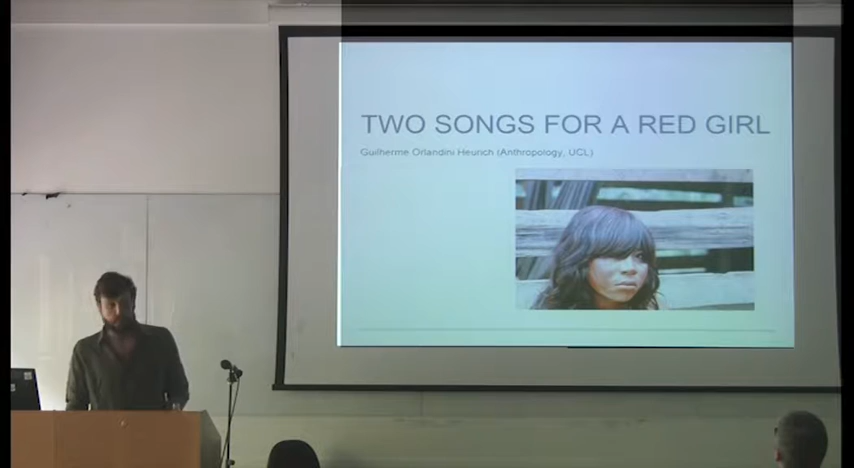 TWO SONGS FOR A RED GIRL
Guilherme Orlandini Heurich (Anthropology, UCL)